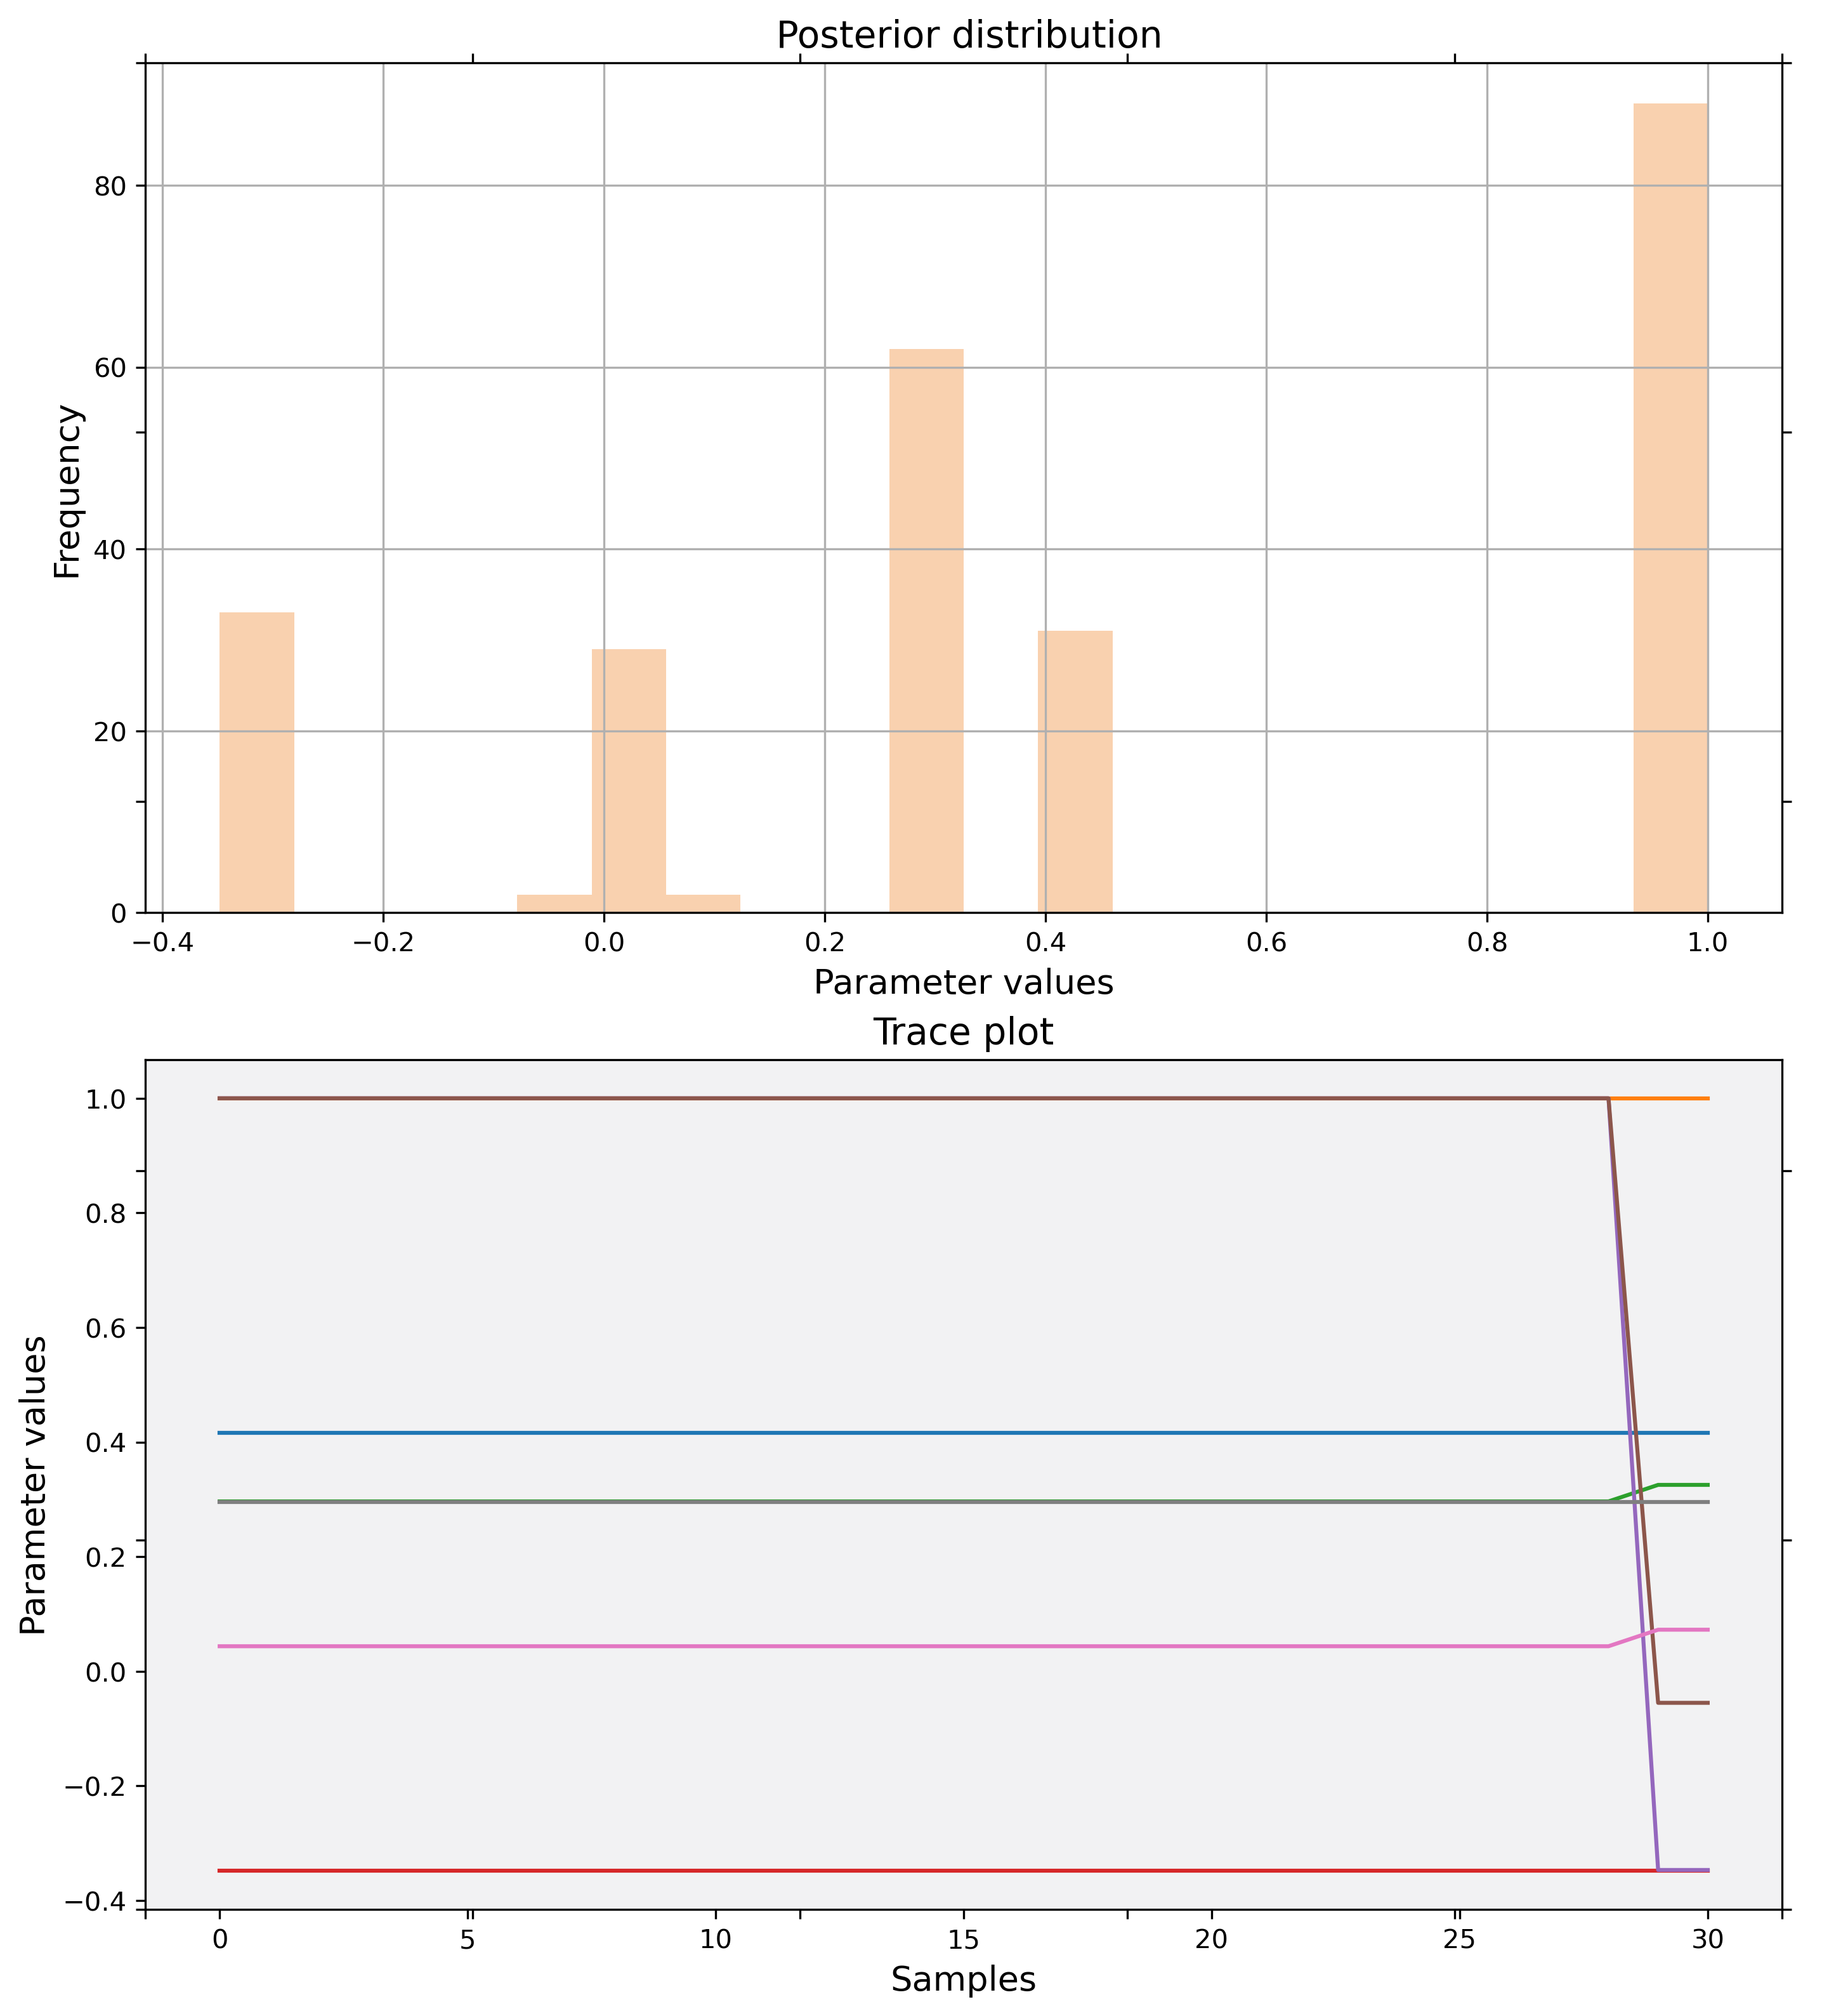 Posterior distribution
80
60
40
20
0
Frequency
−0.4 −0.2 0.0 0.2 0.4 0.6 0.8 1.0
Parameter values
Trace plot
1.0
0.8
0.6
0.4
0.2
0.0
−0.2
−0.4
Parameter values
0 5 10 15 20 25 30
Samples